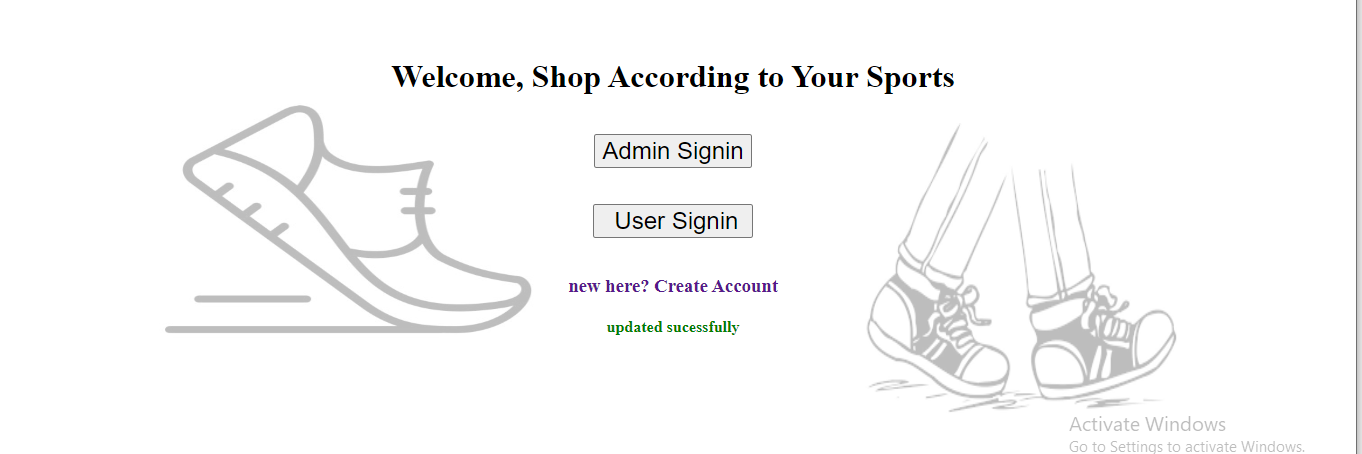 Welcome, Shop According to Your Sports
Admin Signin
User Signin
new here? Create Account
updated sucessfully
Activate Windows
Go to Settings to activate Windows.